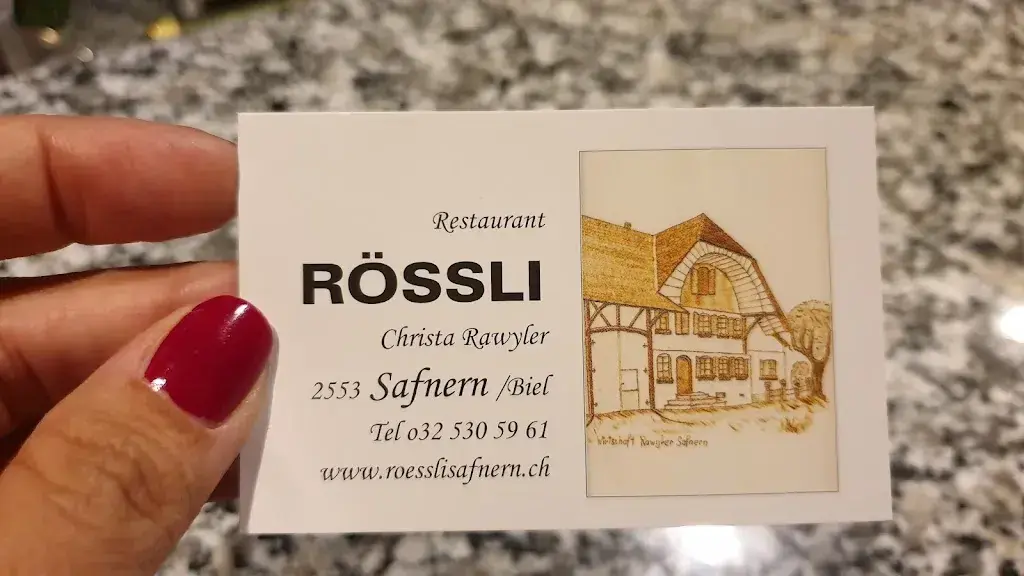 Restaurant
RÖSSLI
Christa Rawyler
2553 Safnern /Biel
Tel 032 530 59 61
www.roesslisafnern.ch
Wirtschaft Rawyler Safnern